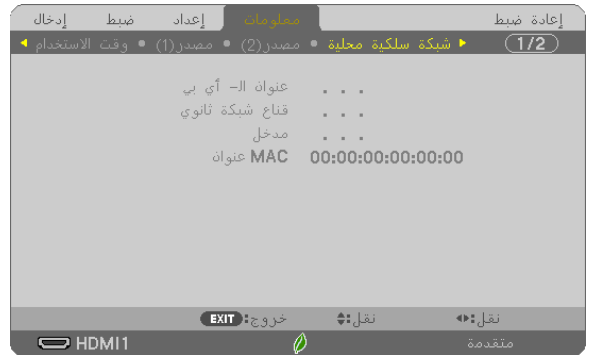 إدخال ضبط إعداد معلومات إعادة ضبط
وقت الاستخدام • مصدر(1) • مصدر(2) • شبكة سلكية محلية (1/2)
عنوان الـ- أي بي . . .
قناع شبكة ثانوي . . .
مدخل . . .
عنوان MAC 00:00:00:00:00:00
EXIT:خروج نقل: نقل:
HDMI1 متقدمة